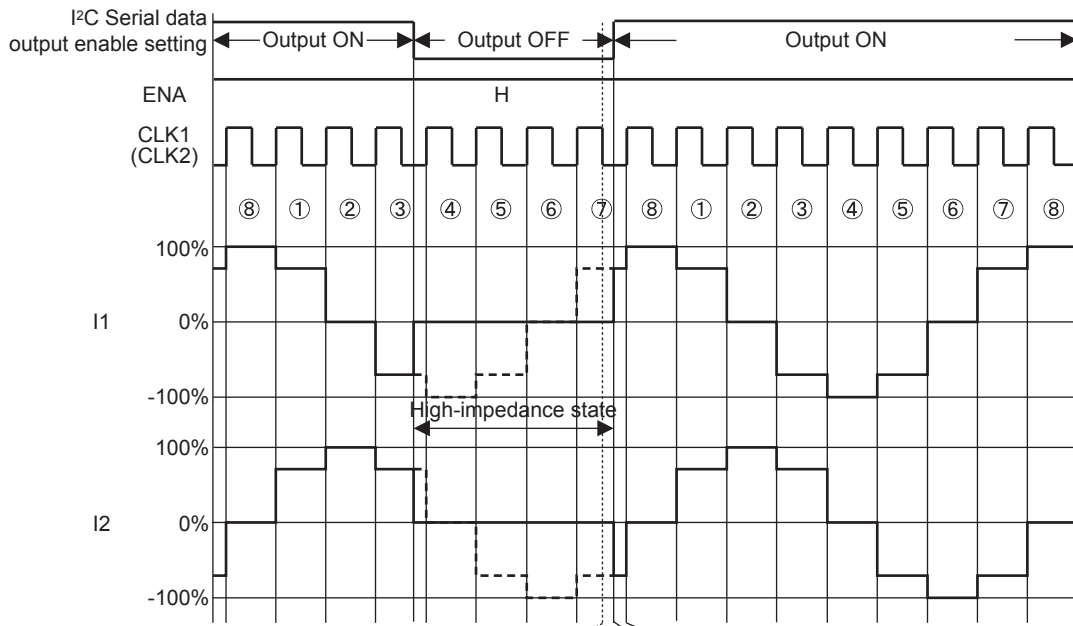 I²C Serial data
output enable setting
Output ON Output OFF Output ON
ENA H
CLK1
(CLK2)
⑧ ① ② ③ ④ ⑤ ⑥ ⑦ ⑧ ① ② ③ ④ ⑤ ⑥ ⑦ ⑧
100%
I1 0%
-100%
High-impedance state
100%
I2 0%
-100%